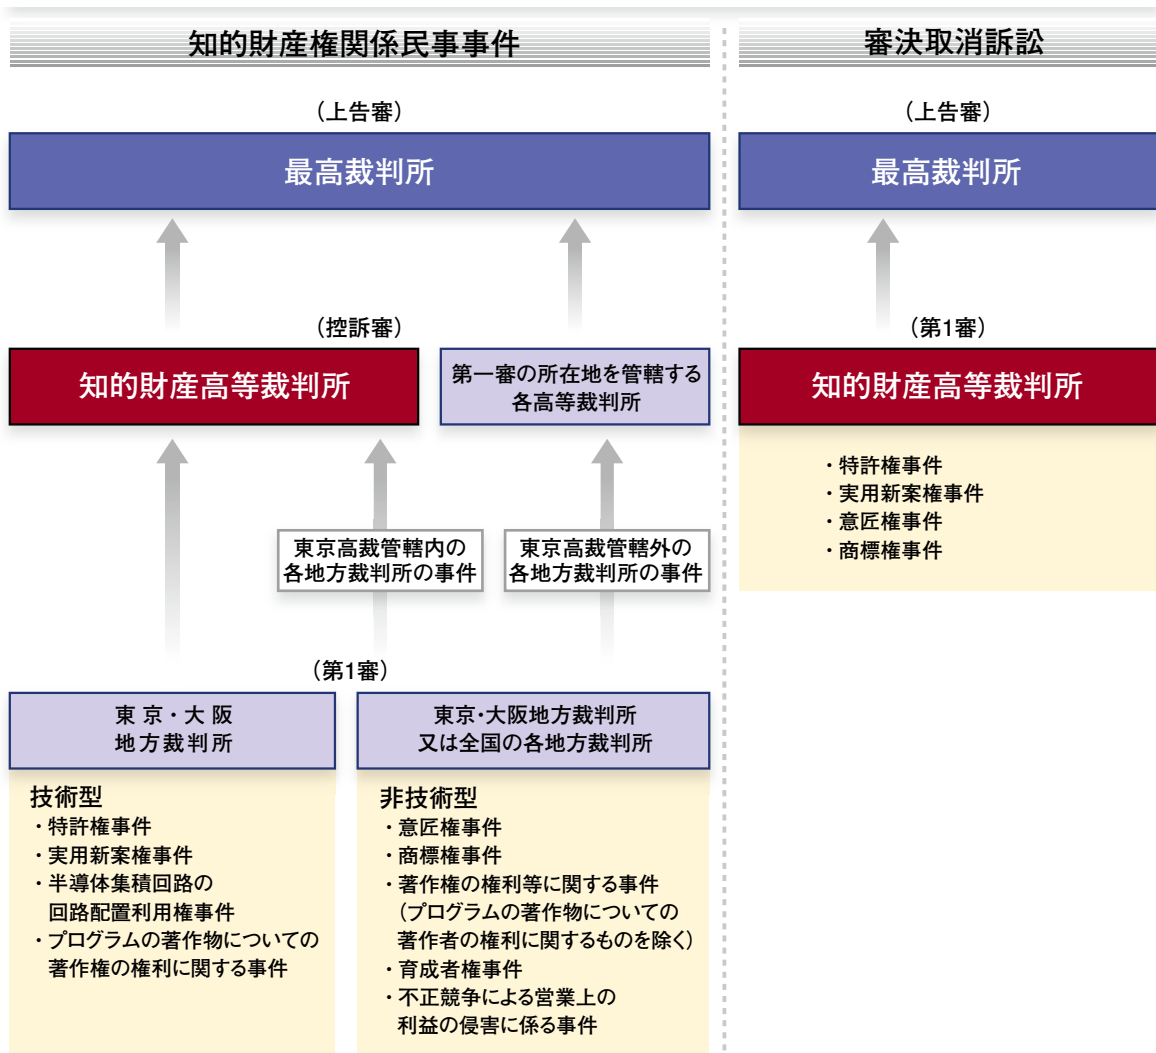 知的財産権関係民事事件
(上告審)
最高裁判所
(控訴審)
知的財産高等裁判所
第一審の所在地を管轄する
各高等裁判所
東京高裁管轄内の
各地方裁判所の事件
東京高裁管轄外の
各地方裁判所の事件
(第1審)
東京・大阪
地方裁判所
技術型
・特許権事件
・実用新案権事件
・半導体集積回路の
回路配置利用権事件
・プログラムの著作物についての
著作権の権利に関する事件
東京・大阪地方裁判所
又は全国の各地方裁判所
非技術型
・意匠権事件
・商標権事件
・著作権の権利等に関する事件
(プログラムの著作物についての
著作者の権利に関するものを除く)
・育成者権事件
・不正競争による営業上の
利益の侵害に係る事件
審決取消訴訟
(上告審)
最高裁判所
(第1審)
知的財産高等裁判所
・特許権事件
・実用新案権事件
・意匠権事件
・商標権事件